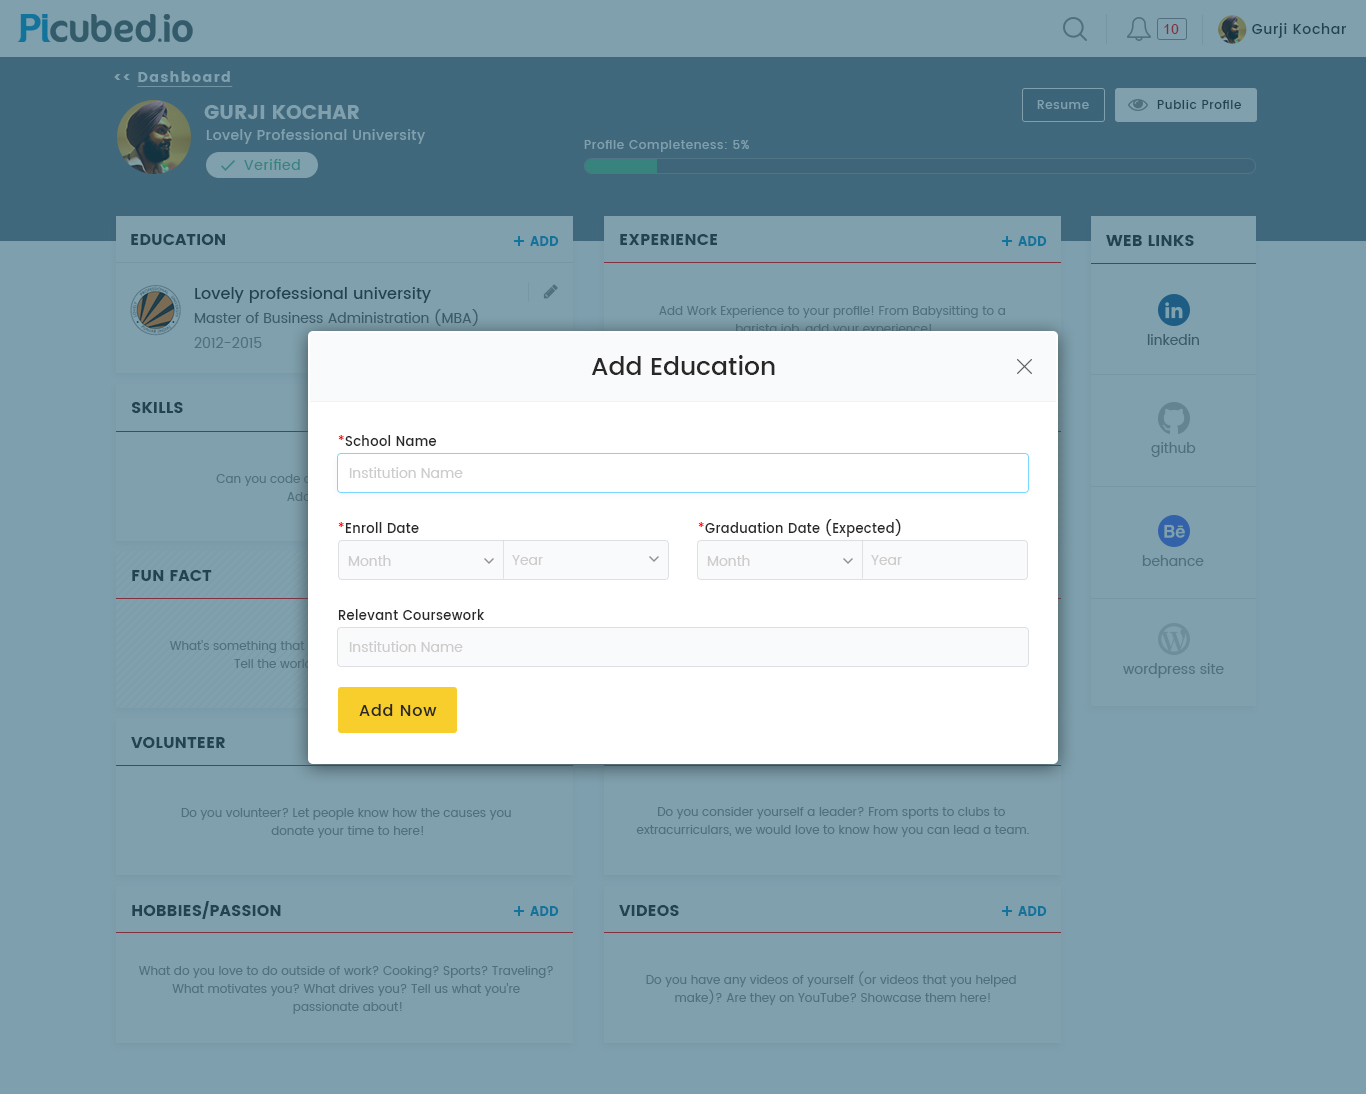 Picubed.io
10
Gurji Kochar
<< Dashboard
GURJI KOCHAR
Lovely Professional University
Verified
Resume
Public Profile
Profile Completeness: 5%
EDUCATION
+ ADD
Lovely professional university
Master of Business Administration (MBA)
2012-2015
EXPERIENCE
+ ADD
Add Work Experience to your profile! From Babysitting to a
barista job, add your experience!
WEB LINKS
in
linkedin
github
Bē
behance
wordpress site
SKILLS
Can you code
FUN FACT
What's something that
Tell the
VOLUNTEER
Do you volunteer? Let people know how the causes you
donate your time to here!
Do you consider yourself a leader? From sports to clubs to
extracurriculars, we would love to know how you can lead a team.
HOBBIES/PASSION
+ ADD
What do you love to do outside of work? Cooking? Sports? Traveling?
What motivates you? What drives you? Tell us what you're
passionate about!
VIDEOS
+ ADD
Do you have any videos of yourself (or videos that you helped
make)? Are they on YouTube? Showcase them here!
Add Education
*School Name
Institution Name
*Enroll Date
Month
Year
*Graduation Date (Expected)
Month
Year
Relevant Coursework
Institution Name
Add Now